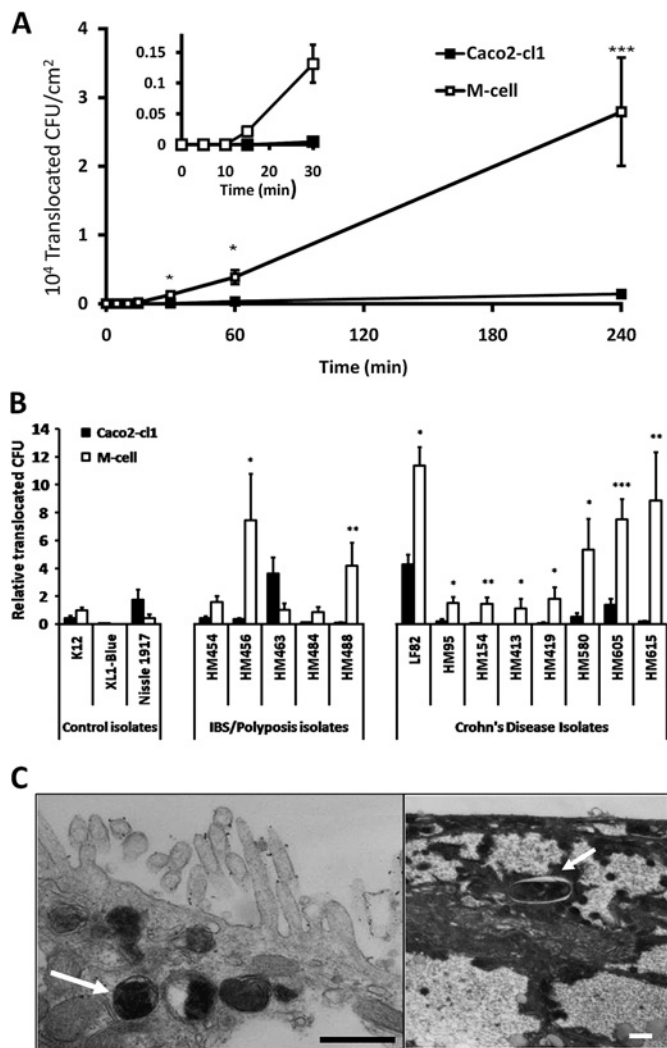 A
10⁴ Translocated CFU/cm²
4
3
2
1
0
0
60
120
180
240
Time (min)
0.15
0.1
0.05
0
0
10
20
30
Time (min)
Caco2-cl1
M-cell
*
*
***
B
Relative translocated CFU
14
12
10
8
6
4
2
0
Caco2-cl1
M-cell
*
**
*
*
**
*
*
*
***
**
K12
XL1-Blue
Nissle 1917
HM454
HM456
HM463
HM484
HM488
LF82
HM95
HM154
HM413
HM419
HM580
HM605
HM615
Control isolates
IBS/Polyposis isolates
Crohn's Disease Isolates
C